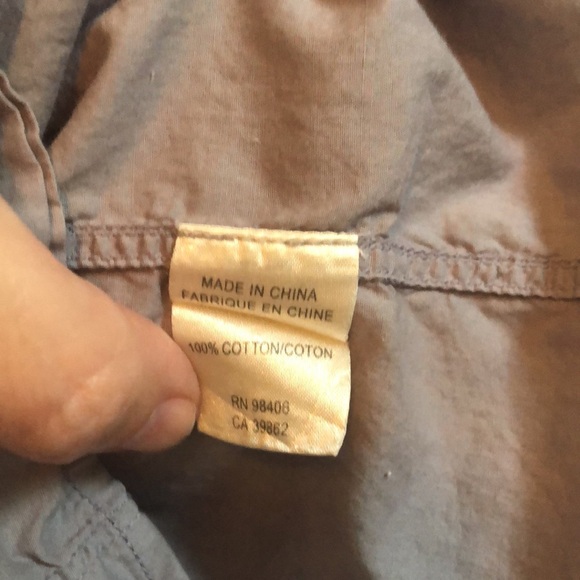 MADE IN CHINA
FABRIQUE EN CHINE
100% COTTON/COTON
RN 98406
CA 39862